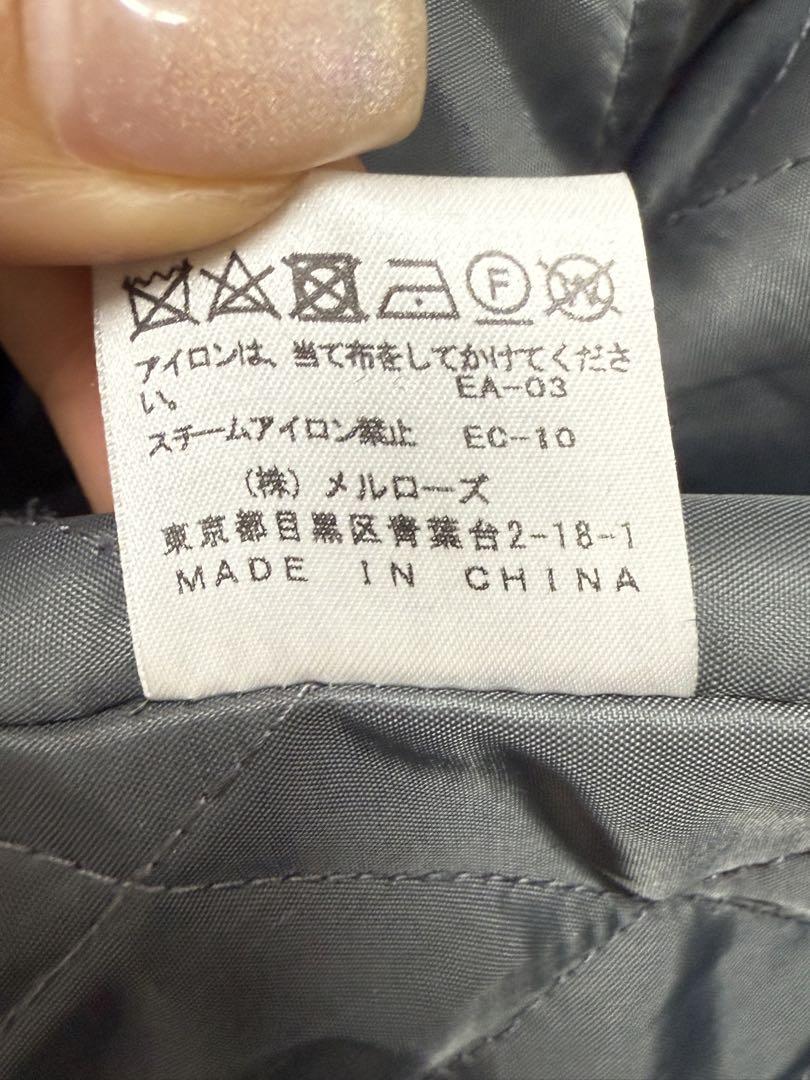 F W
アイロンは、当て布をしてかけてくださ
い。 EA-03
スチームアイロン禁止 EC-10
（株）メルローズ
東京都目黒区青葉台2-18-1
MADE IN CHINA